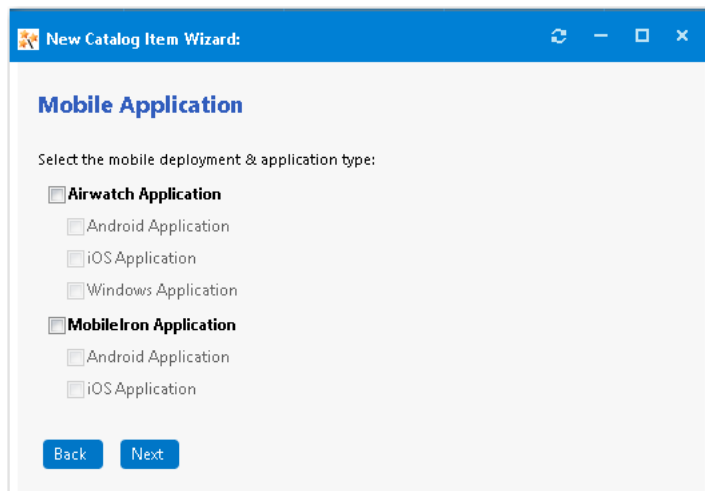 New Catalog Item Wizard:
Mobile Application
Select the mobile deployment & application type:
Airwatch Application
Android Application
iOS Application
Windows Application
MobileIron Application
Android Application
iOS Application
Back Next